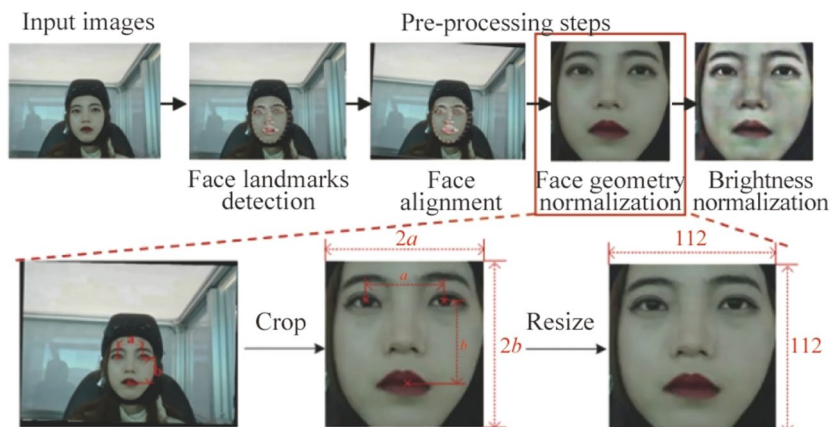 Input images
Pre-processing steps
Face landmarks
detection
Face
alignment
Face geometry
normalization
Brightness
normalization
2a
112
a
b
Crop
a
b
2b
Resize
112